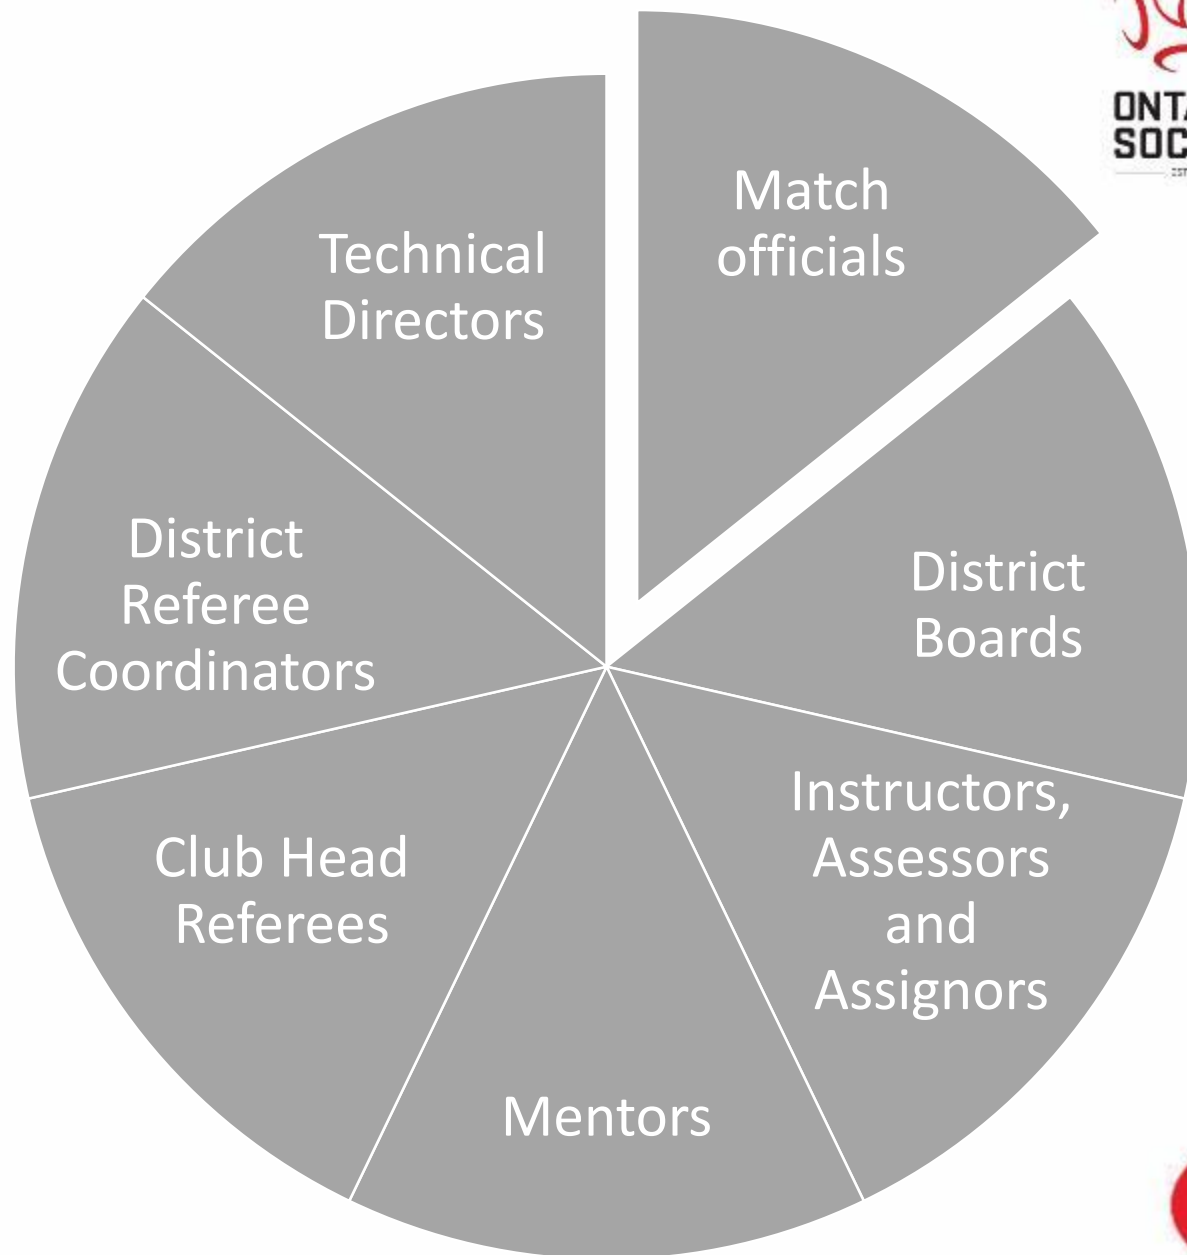 Match
officials
District
Boards
Instructors,
Assessors
and
Assignors
Mentors
Club Head
Referees
District
Referee
Coordinators
Technical
Directors